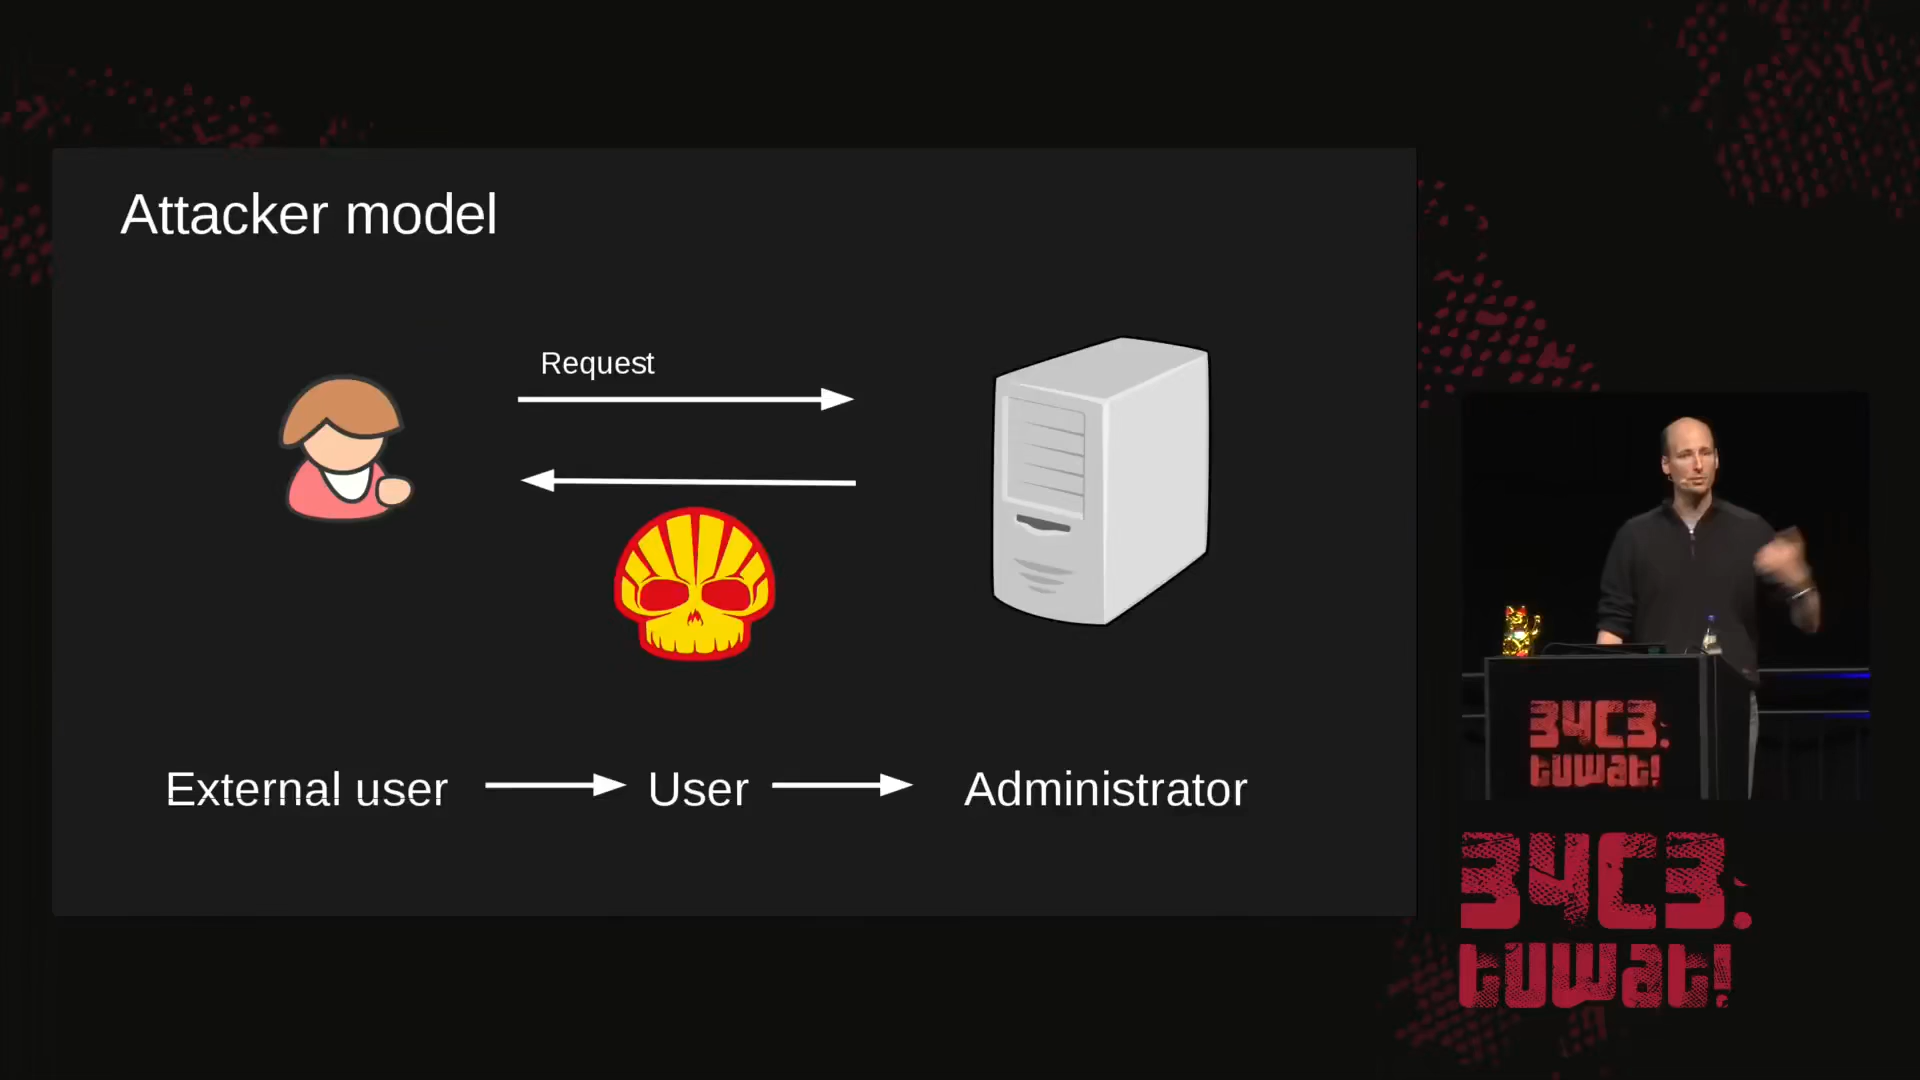 Attacker model
Request
External user
User
Administrator
34C3.
tuwat!
34C3.
tuwat!